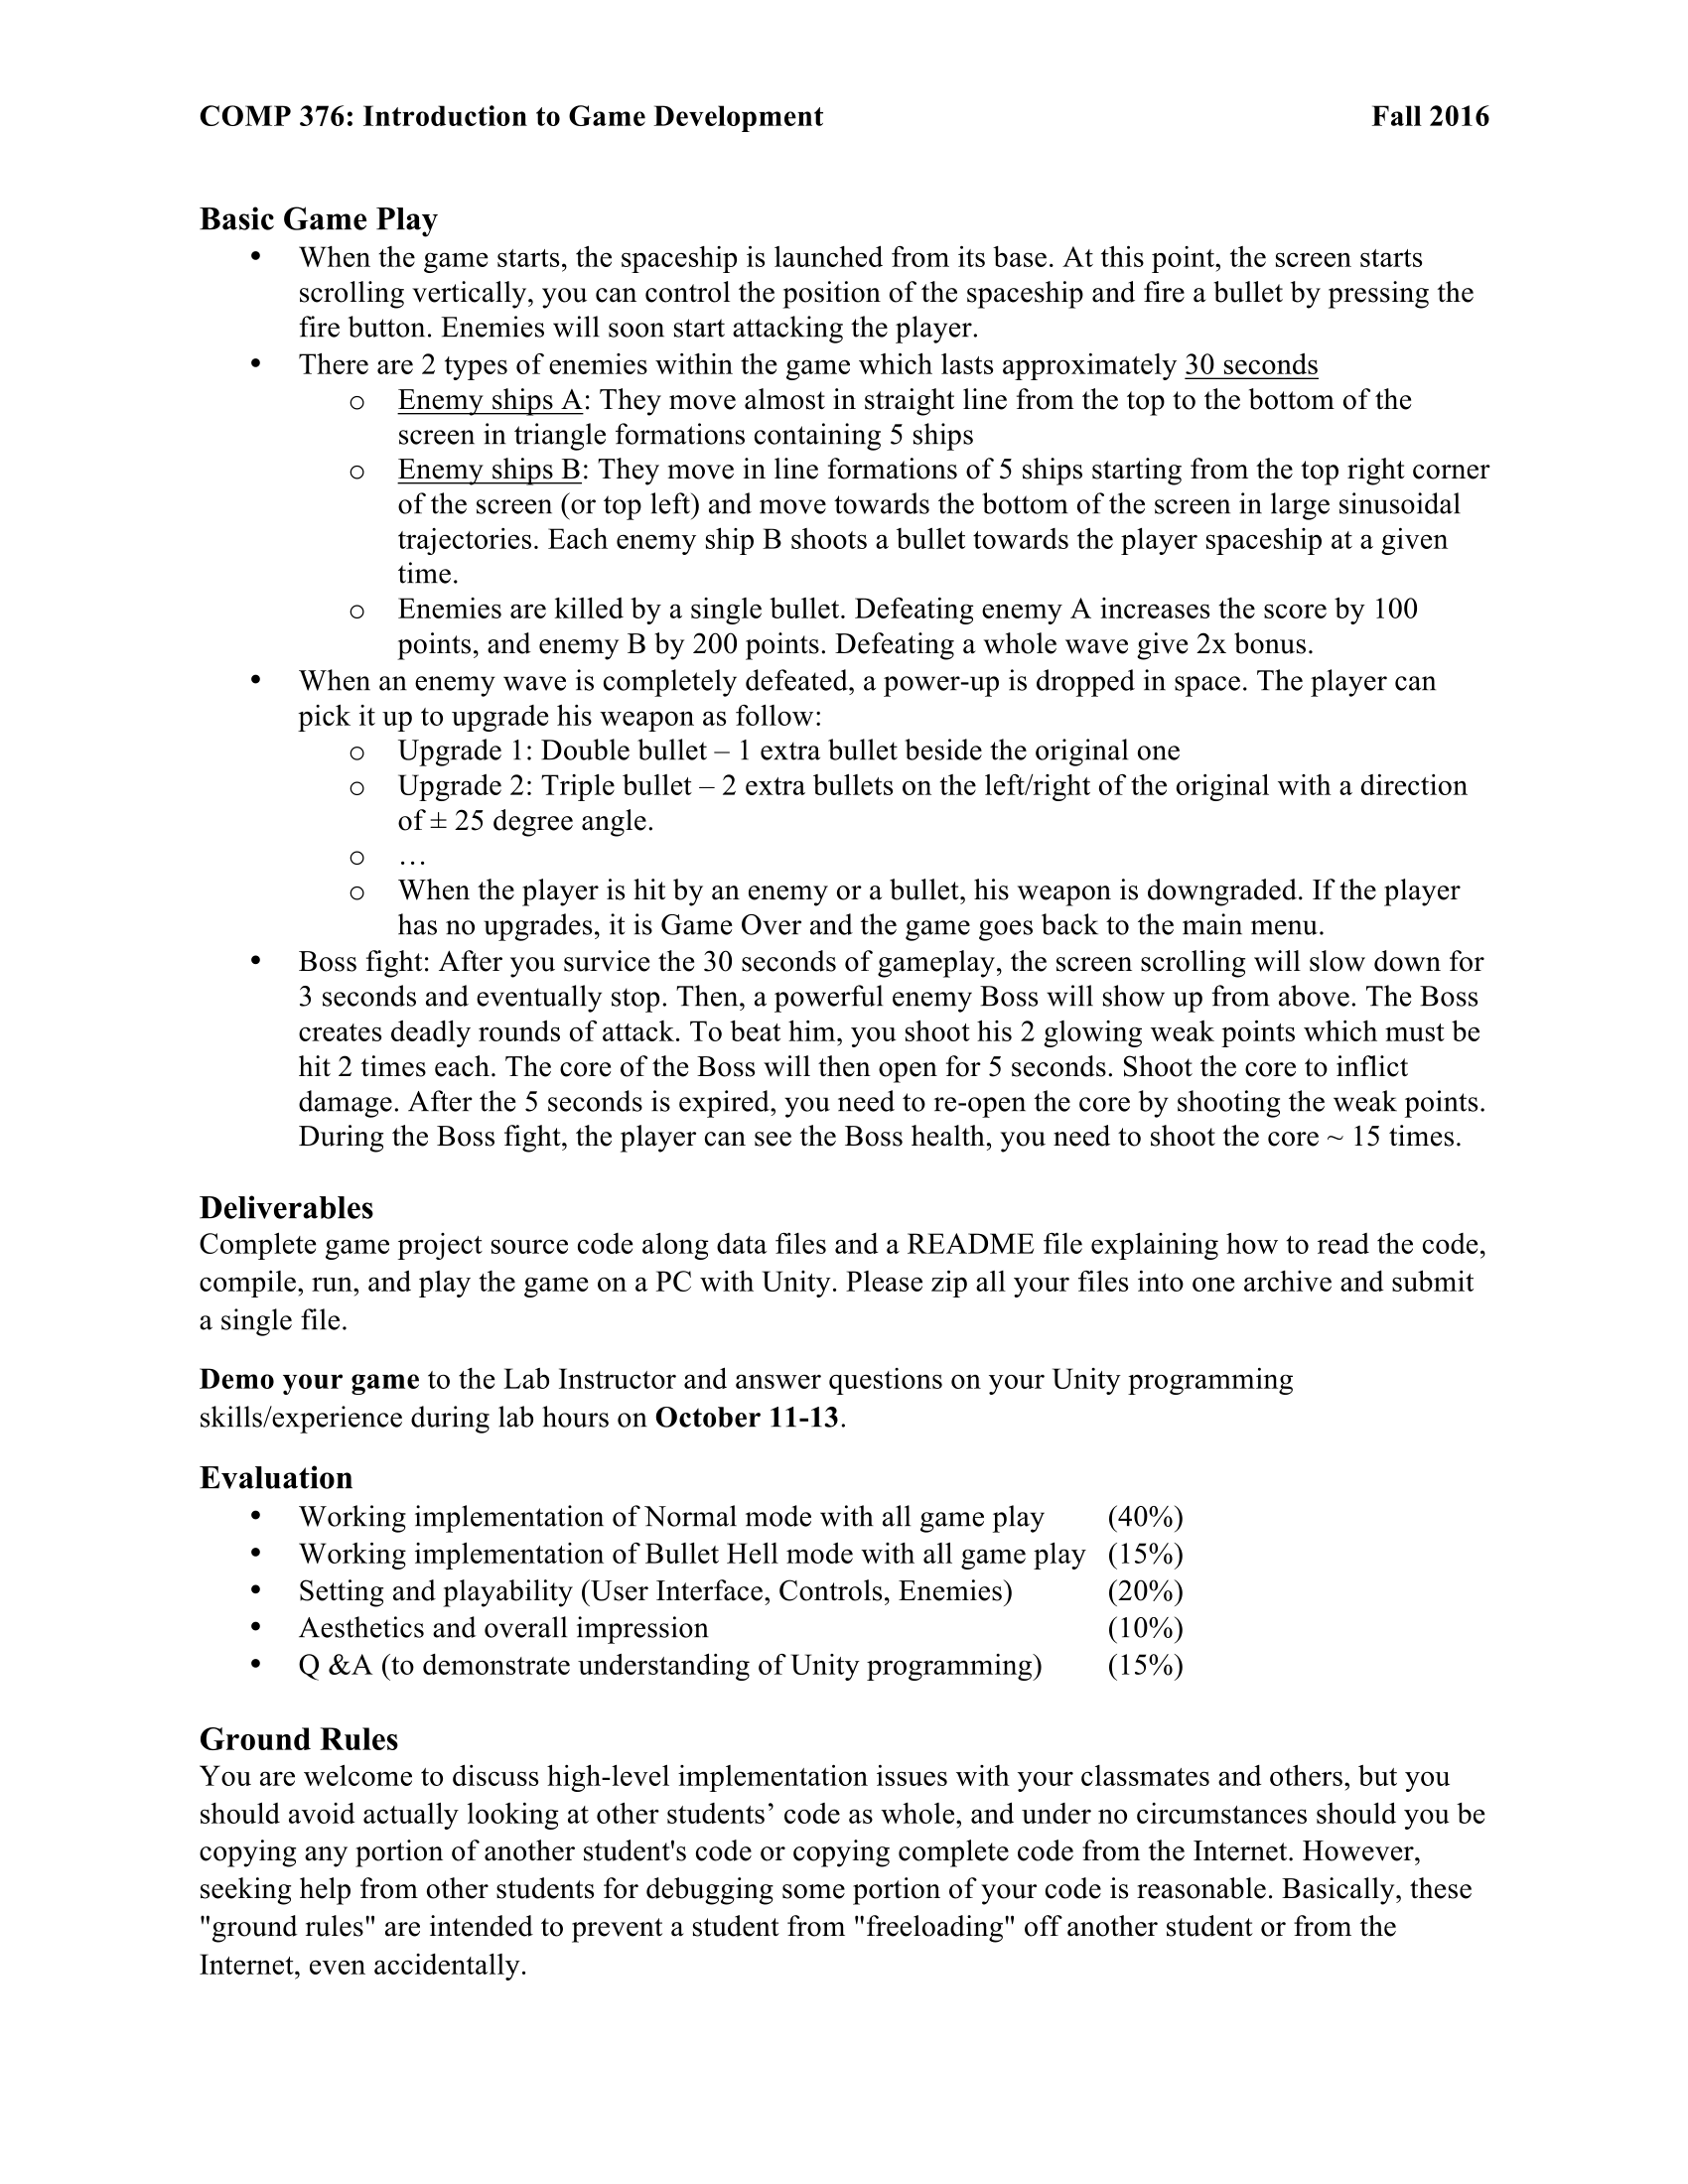 COMP 376: Introduction to Game Development Fall 2016
Basic Game Play
• When the game starts, the spaceship is launched from its base. At this point, the screen starts
scrolling vertically, you can control the position of the spaceship and fire a bullet by pressing the
fire button. Enemies will soon start attacking the player.
• There are 2 types of enemies within the game which lasts approximately 30 seconds
o Enemy ships A: They move almost in straight line from the top to the bottom of the
screen in triangle formations containing 5 ships
o Enemy ships B: They move in line formations of 5 ships starting from the top right corner
of the screen (or top left) and move towards the bottom of the screen in large sinusoidal
trajectories. Each enemy ship B shoots a bullet towards the player spaceship at a given
time.
o Enemies are killed by a single bullet. Defeating enemy A increases the score by 100
points, and enemy B by 200 points. Defeating a whole wave give 2x bonus.
• When an enemy wave is completely defeated, a power-up is dropped in space. The player can
pick it up to upgrade his weapon as follow:
o Upgrade 1: Double bullet – 1 extra bullet beside the original one
o Upgrade 2: Triple bullet – 2 extra bullets on the left/right of the original with a direction
of ± 25 degree angle.
o …
o When the player is hit by an enemy or a bullet, his weapon is downgraded. If the player
has no upgrades, it is Game Over and the game goes back to the main menu.
• Boss fight: After you survice the 30 seconds of gameplay, the screen scrolling will slow down for
3 seconds and eventually stop. Then, a powerful enemy Boss will show up from above. The Boss
creates deadly rounds of attack. To beat him, you shoot his 2 glowing weak points which must be
hit 2 times each. The core of the Boss will then open for 5 seconds. Shoot the core to inflict
damage. After the 5 seconds is expired, you need to re-open the core by shooting the weak points.
During the Boss fight, the player can see the Boss health, you need to shoot the core ~ 15 times.
Deliverables
Complete game project source code along data files and a README file explaining how to read the code,
compile, run, and play the game on a PC with Unity. Please zip all your files into one archive and submit
a single file.
Demo your game to the Lab Instructor and answer questions on your Unity programming
skills/experience during lab hours on October 11-13.
Evaluation
• Working implementation of Normal mode with all game play (40%)
• Working implementation of Bullet Hell mode with all game play (15%)
• Setting and playability (User Interface, Controls, Enemies) (20%)
• Aesthetics and overall impression (10%)
• Q &A (to demonstrate understanding of Unity programming) (15%)
Ground Rules
You are welcome to discuss high-level implementation issues with your classmates and others, but you
should avoid actually looking at other students’ code as whole, and under no circumstances should you be
copying any portion of another student's code or copying complete code from the Internet. However,
seeking help from other students for debugging some portion of your code is reasonable. Basically, these
"ground rules" are intended to prevent a student from "freeloading" off another student or from the
Internet, even accidentally.